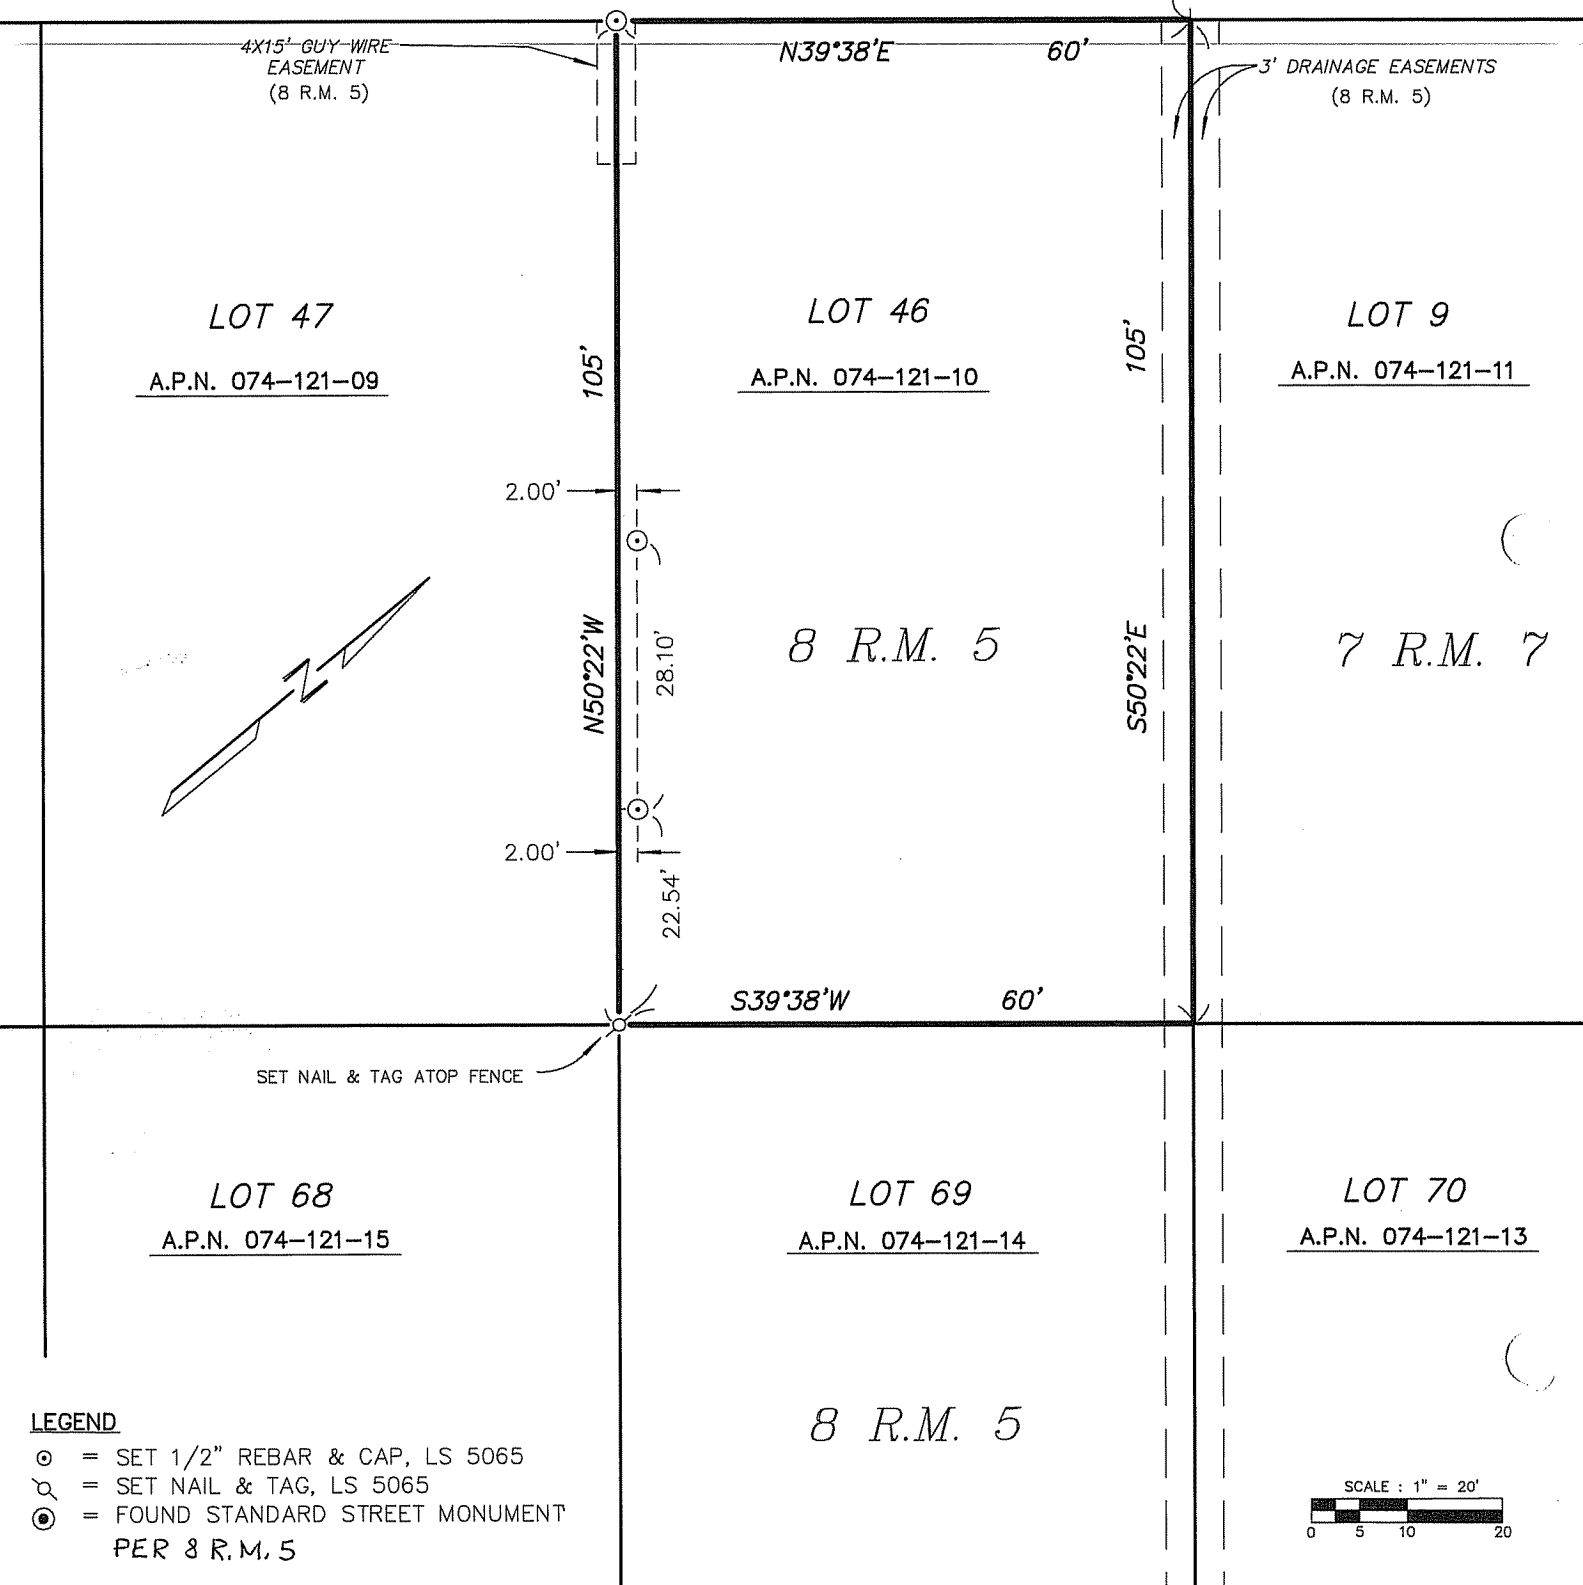 4X15' GUY WIRE
EASEMENT
(8 R.M. 5)
N39°38'E 60'
3' DRAINAGE EASEMENTS
(8 R.M. 5)
LOT 47
A.P.N. 074-121-09
105'
LOT 46
A.P.N. 074-121-10
105'
LOT 9
A.P.N. 074-121-11
2.00'
N
N50°22'W
28.10'
8 R.M. 5
S50°22'E
7 R.M. 7
2.00'
22.54'
S39°38'W 60'
SET NAIL & TAG ATOP FENCE
LOT 68
A.P.N. 074-121-15
LOT 69
A.P.N. 074-121-14
LOT 70
A.P.N. 074-121-13
8 R.M. 5
LEGEND
= SET 1/2" REBAR & CAP, LS 5065
= SET NAIL & TAG, LS 5065
= FOUND STANDARD STREET MONUMENT
PER 8 R.M. 5
SCALE : 1" = 20'
0 5 10 20